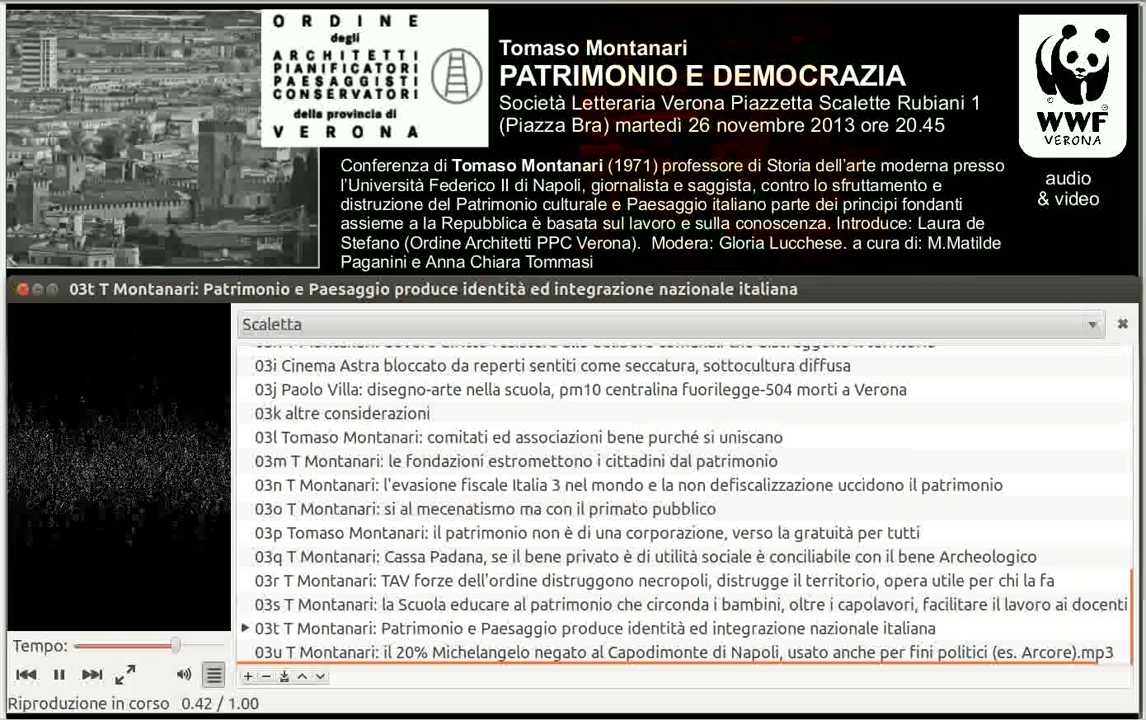 ORDINE
degli
ARCHITETTI
PIANIFICATORI
PAESAGGISTI
CONSERVATORI
della provincia di
VERONA
Tomaso Montanari
PATRIMONIO E DEMOCRAZIA
Società Letteraria Verona Piazzetta Scalette Rubiani 1
(Piazza Bra) martedì 26 novembre 2013 ore 20.45
WWF
VERONA
audio
& video
Conferenza di Tomaso Montanari (1971) professore di Storia dell'arte moderna presso
l'Università Federico II di Napoli, giornalista e saggista, contro lo sfruttamento e
distruzione del Patrimonio culturale e Paesaggio italiano parte dei principi fondanti
assieme a la Repubblica è basata sul lavoro e sulla conoscenza. Introduce: Laura de
Stefano (Ordine Architetti PPC Verona). Modera: Gloria Lucchese. a cura di: M.Matilde
Paganini e Anna Chiara Tommasi
03t T Montanari: Patrimonio e Paesaggio produce identità ed integrazione nazionale italiana
Scaletta
03i Cinema Astra bloccato da reperti sentiti come seccatura, sottocultura diffusa
03j Paolo Villa: disegno-arte nella scuola, pm10 centralina fuorilegge-504 morti a Verona
03k altre considerazioni
03l Tomaso Montanari: comitati ed associazioni bene purché si uniscano
03m T Montanari: le fondazioni estromettono i cittadini dal patrimonio
03n T Montanari: l'evasione fiscale Italia 3 nel mondo e la non defiscalizzazione uccidono il patrimonio
03o T Montanari: si al mecenatismo ma con il primato pubblico
03p Tomaso Montanari: il patrimonio non è di una corporazione, verso la gratuità per tutti
03q T Montanari: Cassa Padana, se il bene privato è di utilità sociale è conciliabile con il bene Archeologico
03r T Montanari: TAV forze dell'ordine distruggono necropoli, distrugge il territorio, opera utile per chi la fa
03s T Montanari: la Scuola educare al patrimonio che circonda i bambini, oltre i capolavori, facilitare il lavoro ai docenti
03t T Montanari: Patrimonio e Paesaggio produce identità ed integrazione nazionale italiana
03u T Montanari: il 20% Michelangelo negato al Capodimonte di Napoli, usato anche per fini politici (es. Arcore).mp3
Tempo:
Riproduzione in corso 0.42 / 1.00